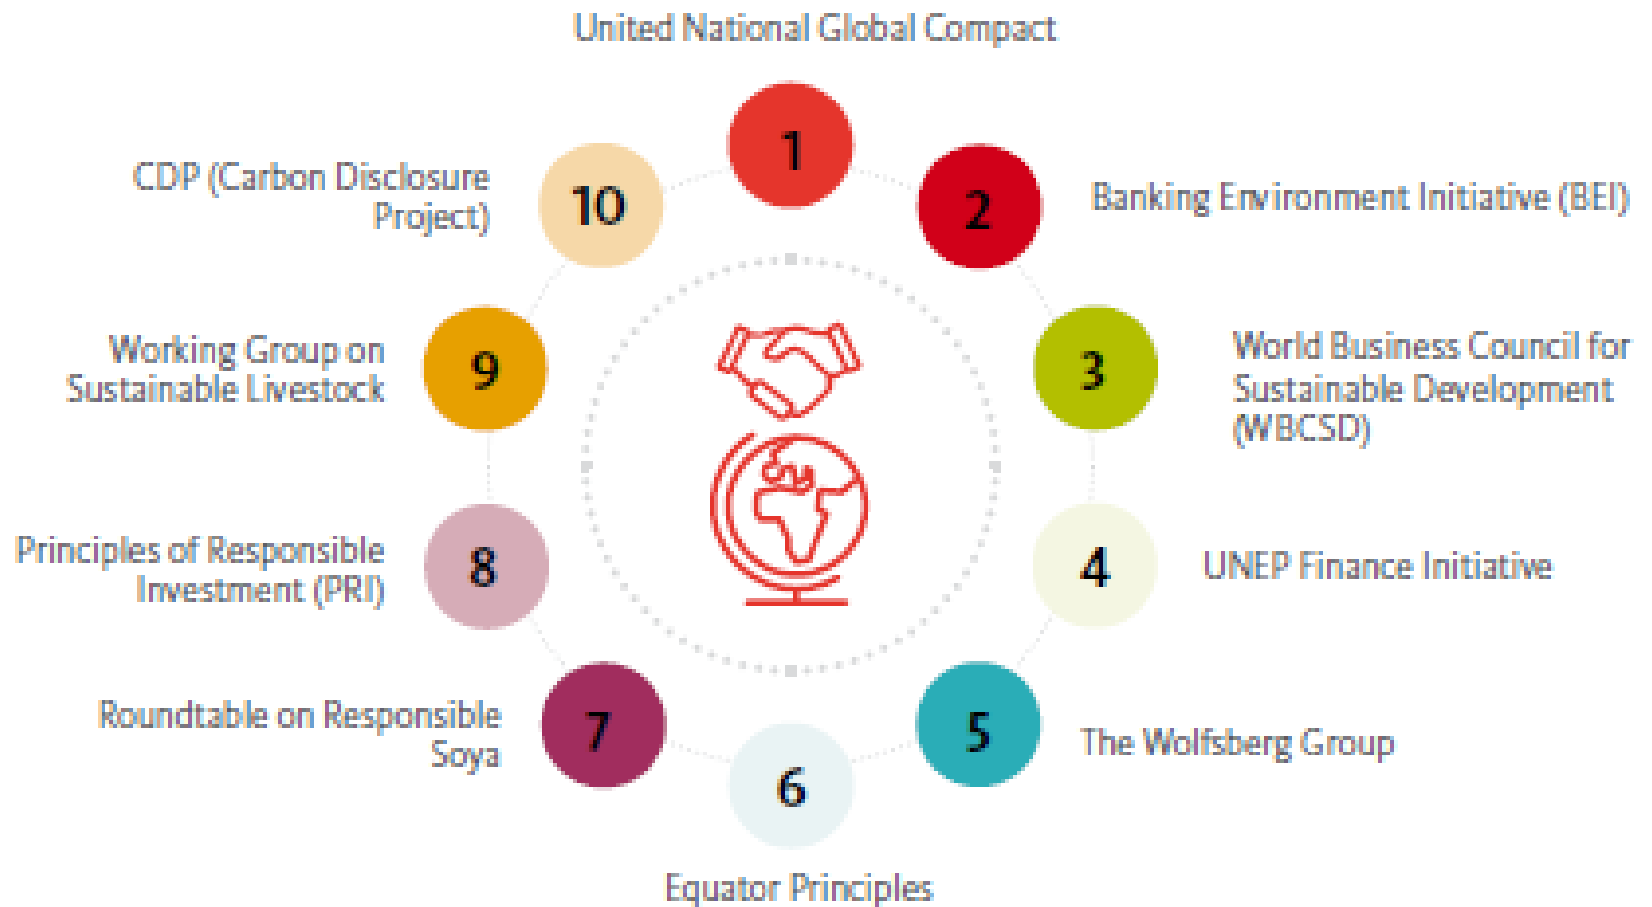 United National Global Compact
1
2
Banking Environment Initiative (BEI)
3
World Business Council for
Sustainable Development
(WBCSD)
4
UNEP Finance Initiative
5
The Wolfsberg Group
6
Equator Principles
7
Roundtable on Responsible
Soya
8
Principles of Responsible
Investment (PRI)
9
Working Group on
Sustainable Livestock
10
CDP (Carbon Disclosure
Project)